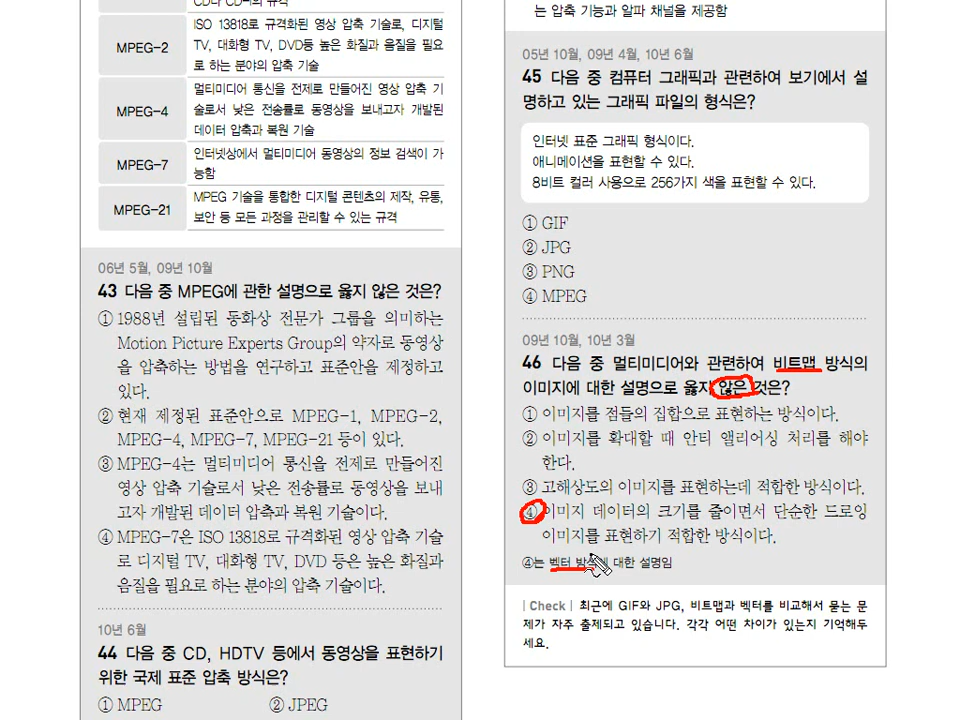 CD나 CD-I의 규격
MPEG-2
ISO 13818로 규격화된 영상 압축 기술로, 디지털
TV, 대화형 TV, DVD등 높은 화질과 음질을 필요
로 하는 분야의 압축 기술
MPEG-4
멀티미디어 통신을 전제로 만들어진 영상 압축 기
술로서 낮은 전송률로 동영상을 보내고자 개발된
데이터 압축과 복원 기술
MPEG-7
인터넷상에서 멀티미디어 동영상의 정보 검색이 가
능함
MPEG-21
MPEG 기술을 통합한 디지털 콘텐츠의 제작, 유통,
보안 등 모든 과정을 관리할 수 있는 규격
06년 5월, 09년 10월
43 다음 중 MPEG에 관한 설명으로 옳지 않은 것은?
① 1988년 설립된 동화상 전문가 그룹을 의미하는
Motion Picture Experts Group의 약자로 동영상
을 압축하는 방법을 연구하고 표준안을 제정하고
있다.
② 현재 제정된 표준안으로 MPEG-1, MPEG-2,
MPEG-4, MPEG-7, MPEG-21 등이 있다.
③ MPEG-4는 멀티미디어 통신을 전제로 만들어진
영상 압축 기술로서 낮은 전송률로 동영상을 보내
고자 개발된 데이터 압축과 복원 기술이다.
④ MPEG-7은 ISO 13818로 규격화된 영상 압축 기술
로 디지털 TV, 대화형 TV, DVD 등은 높은 화질과
음질을 필요로 하는 분야의 압축 기술이다.
10년 6월
44 다음 중 CD, HDTV 등에서 동영상을 표현하기
위한 국제 표준 압축 방식은?
① MPEG ② JPEG
는 압축 기능과 알파 채널을 제공함
05년 10월, 09년 4월, 10년 6월
45 다음 중 컴퓨터 그래픽과 관련하여 보기에서 설
명하고 있는 그래픽 파일의 형식은?
인터넷 표준 그래픽 형식이다.
애니메이션을 표현할 수 있다.
8비트 컬러 사용으로 256가지 색을 표현할 수 있다.
① GIF
② JPG
③ PNG
④ MPEG
09년 10월, 10년 3월
46 다음 중 멀티미디어와 관련하여 비트맵 방식의
이미지에 대한 설명으로 옳지 않은 것은?
① 이미지를 점들의 집합으로 표현하는 방식이다.
② 이미지를 확대할 때 안티 앨리어싱 처리를 해야
한다.
③ 고해상도의 이미지를 표현하는데 적합한 방식이다.
④ 이미지 데이터의 크기를 줄이면서 단순한 드로잉
이미지를 표현하기 적합한 방식이다.
④는 벡터 방식에 대한 설명임
| Check | 최근에 GIF와 JPG, 비트맵과 벡터를 비교해서 묻는 문
제가 자주 출제되고 있습니다. 각각 어떤 차이가 있는지 기억해두
세요.